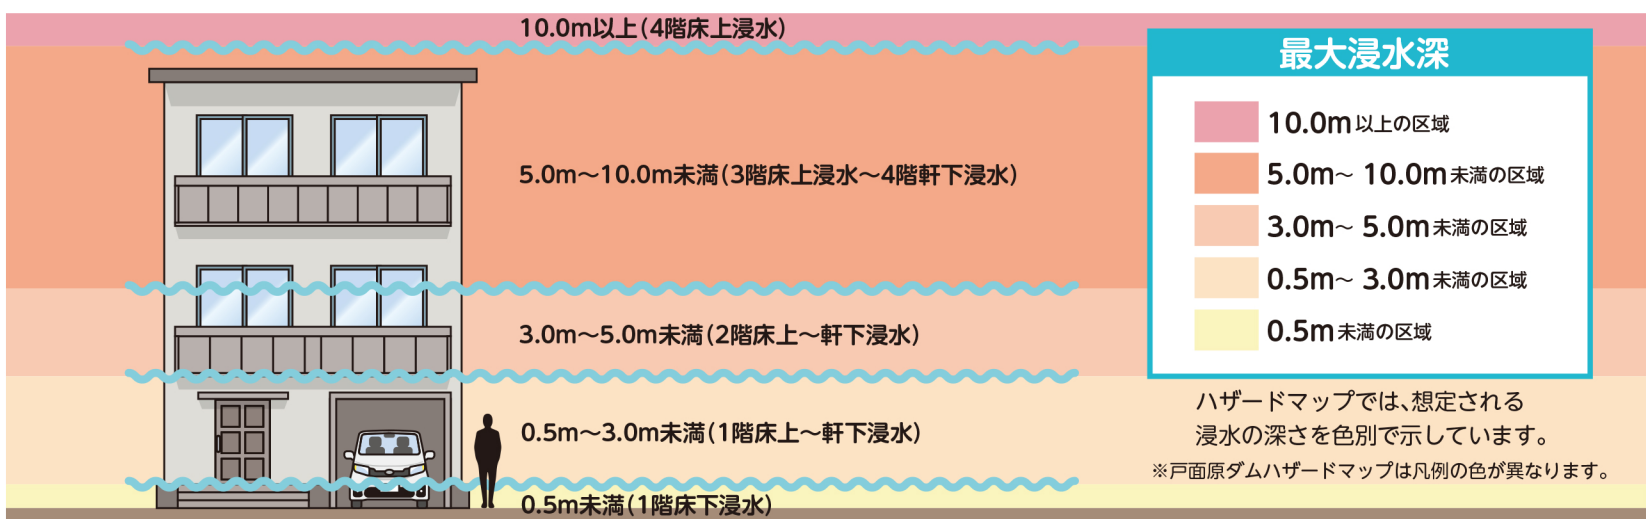 10.0m以上(4階床上浸水)
5.0m～10.0m未満(3階床上浸水～4階軒下浸水)
3.0m～5.0m未満(2階床上～軒下浸水)
0.5m～3.0m未満(1階床上～軒下浸水)
0.5m未満(1階床下浸水)
最大浸水深
10.0m以上の区域
5.0m～ 10.0m未満の区域
3.0m～ 5.0m未満の区域
0.5m～ 3.0m未満の区域
0.5m未満の区域
ハザードマップでは、想定される
浸水の深さを色別で示しています。
※戸面原ダムハザードマップは凡例の色が異なります。